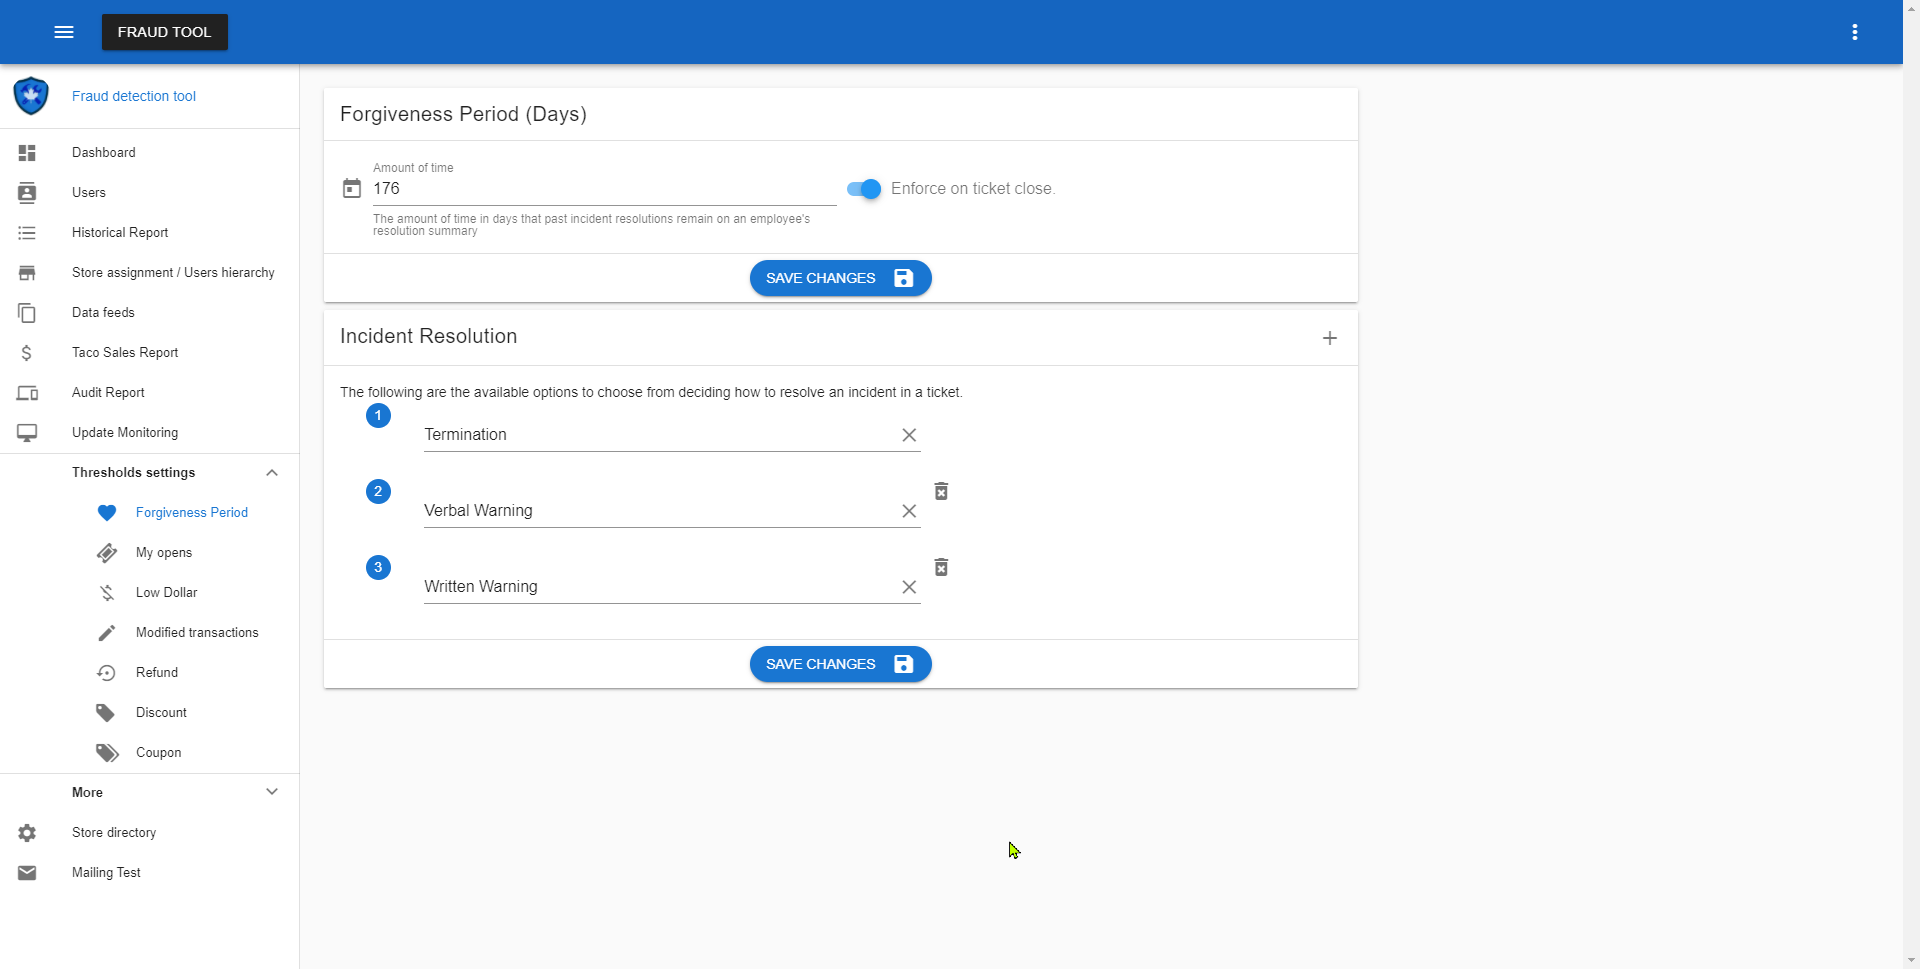 FRAUD TOOL
Fraud detection tool
Dashboard
Users
Historical Report
Store assignment / Users hierarchy
Data feeds
Taco Sales Report
Audit Report
Update Monitoring
Thresholds settings
Forgiveness Period
My opens
Low Dollar
Modified transactions
Refund
Discount
Coupon
More
Store directory
Mailing Test
Forgiveness Period (Days)
Amount of time
176
Enforce on ticket close.
The amount of time in days that past incident resolutions remain on an employee's
resolution summary
SAVE CHANGES
Incident Resolution
The following are the available options to choose from deciding how to resolve an incident in a ticket.
1
Termination
2
Verbal Warning
3
Written Warning
SAVE CHANGES